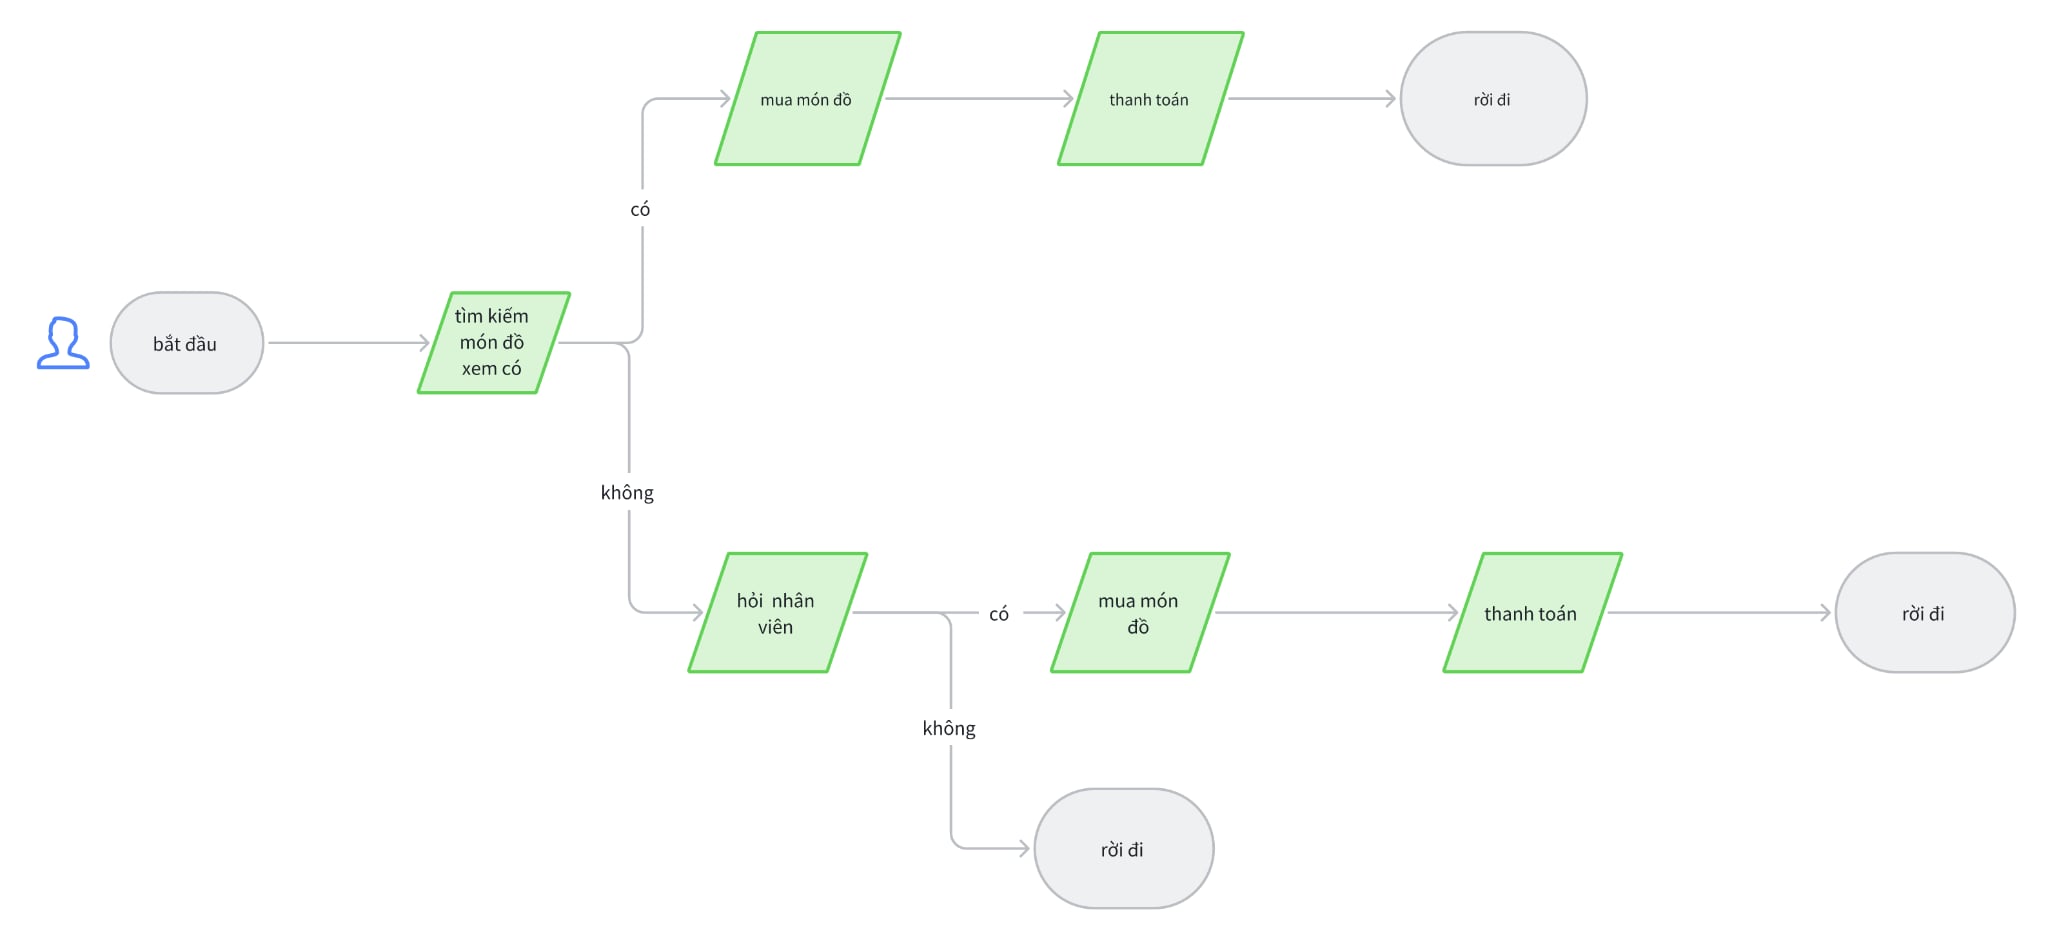 mua món đồ
thanh toán
rời đi
có
bắt đầu
tìm kiếm
món đồ
xem có
không
hỏi  nhân
viên
có
mua món
đồ
thanh toán
rời đi
không
rời đi